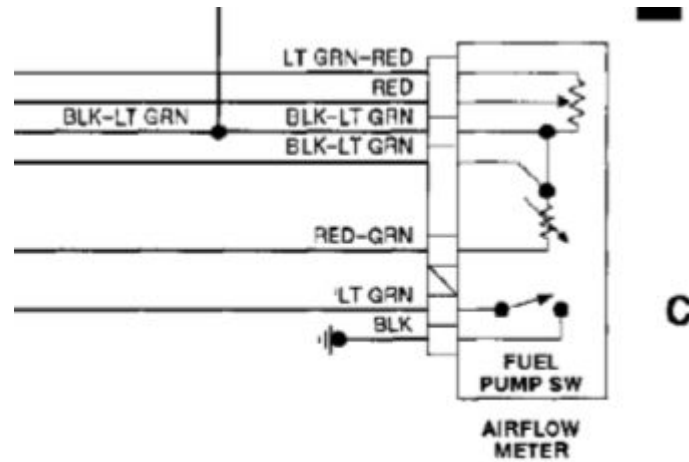 LT GRN-RED
RED
BLK-LT GRN BLK-LT GRN
BLK-LT GRN
RED-GRN
LT GRN
BLK
C
FUEL
PUMP SW
AIRFLOW
METER